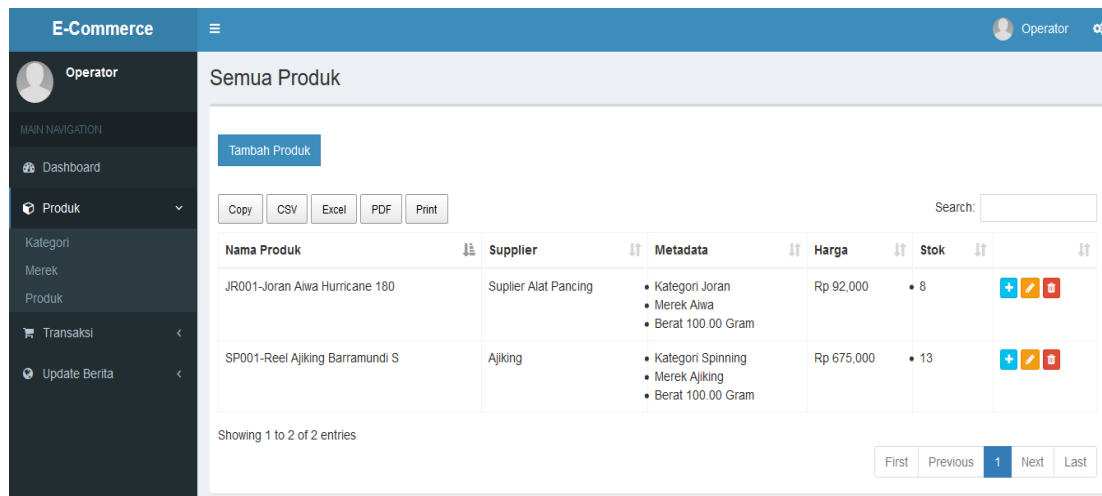 E-Commerce
Operator
Operator
Semua Produk
MAIN NAVIGATION
Tambah Produk
Dashboard
Produk
Copy CSV Excel PDF Print Search:
Kategori
Merek
Produk
Transaksi
Update Berita
Nama Produk Supplier Metadata Harga Stok
JR001-Joran Aiwa Hurricane 180 Suplier Alat Pancing • Kategori Joran Rp 92,000 • 8
• Merek Aiwa
• Berat 100.00 Gram
SP001-Reel Ajiking Barramundi S Ajiking • Kategori Spinning Rp 675,000 • 13
• Merek Ajiking
• Berat 100.00 Gram
Showing 1 to 2 of 2 entries
First Previous 1 Next Last